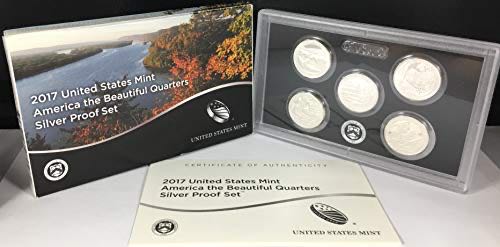 2017 United States Mint
America the Beautiful Quarters
Silver Proof Set
UNITED STATES MINT
CERTIFICATE OF AUTHENTICITY
2017 United States Mint
America the Beautiful Quarters
Silver Proof Set
UNITED STATES MINT